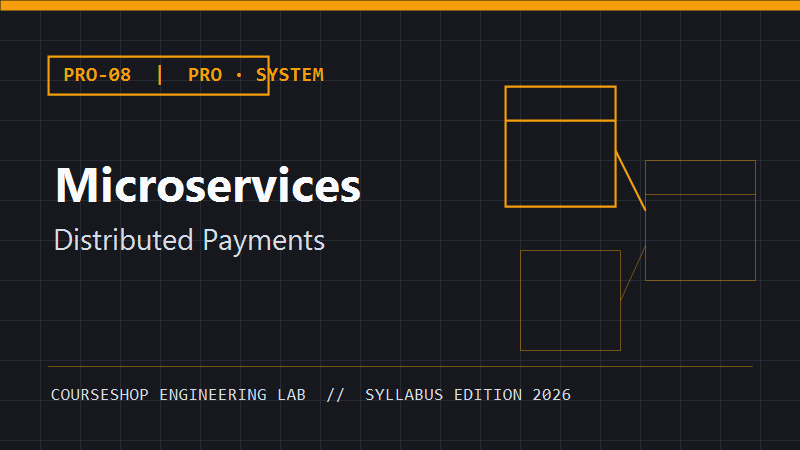 PRO-08 | PRO · SYSTEM
Microservices
Distributed Payments
COURSESHOP ENGINEERING LAB // SYLLABUS EDITION 2026